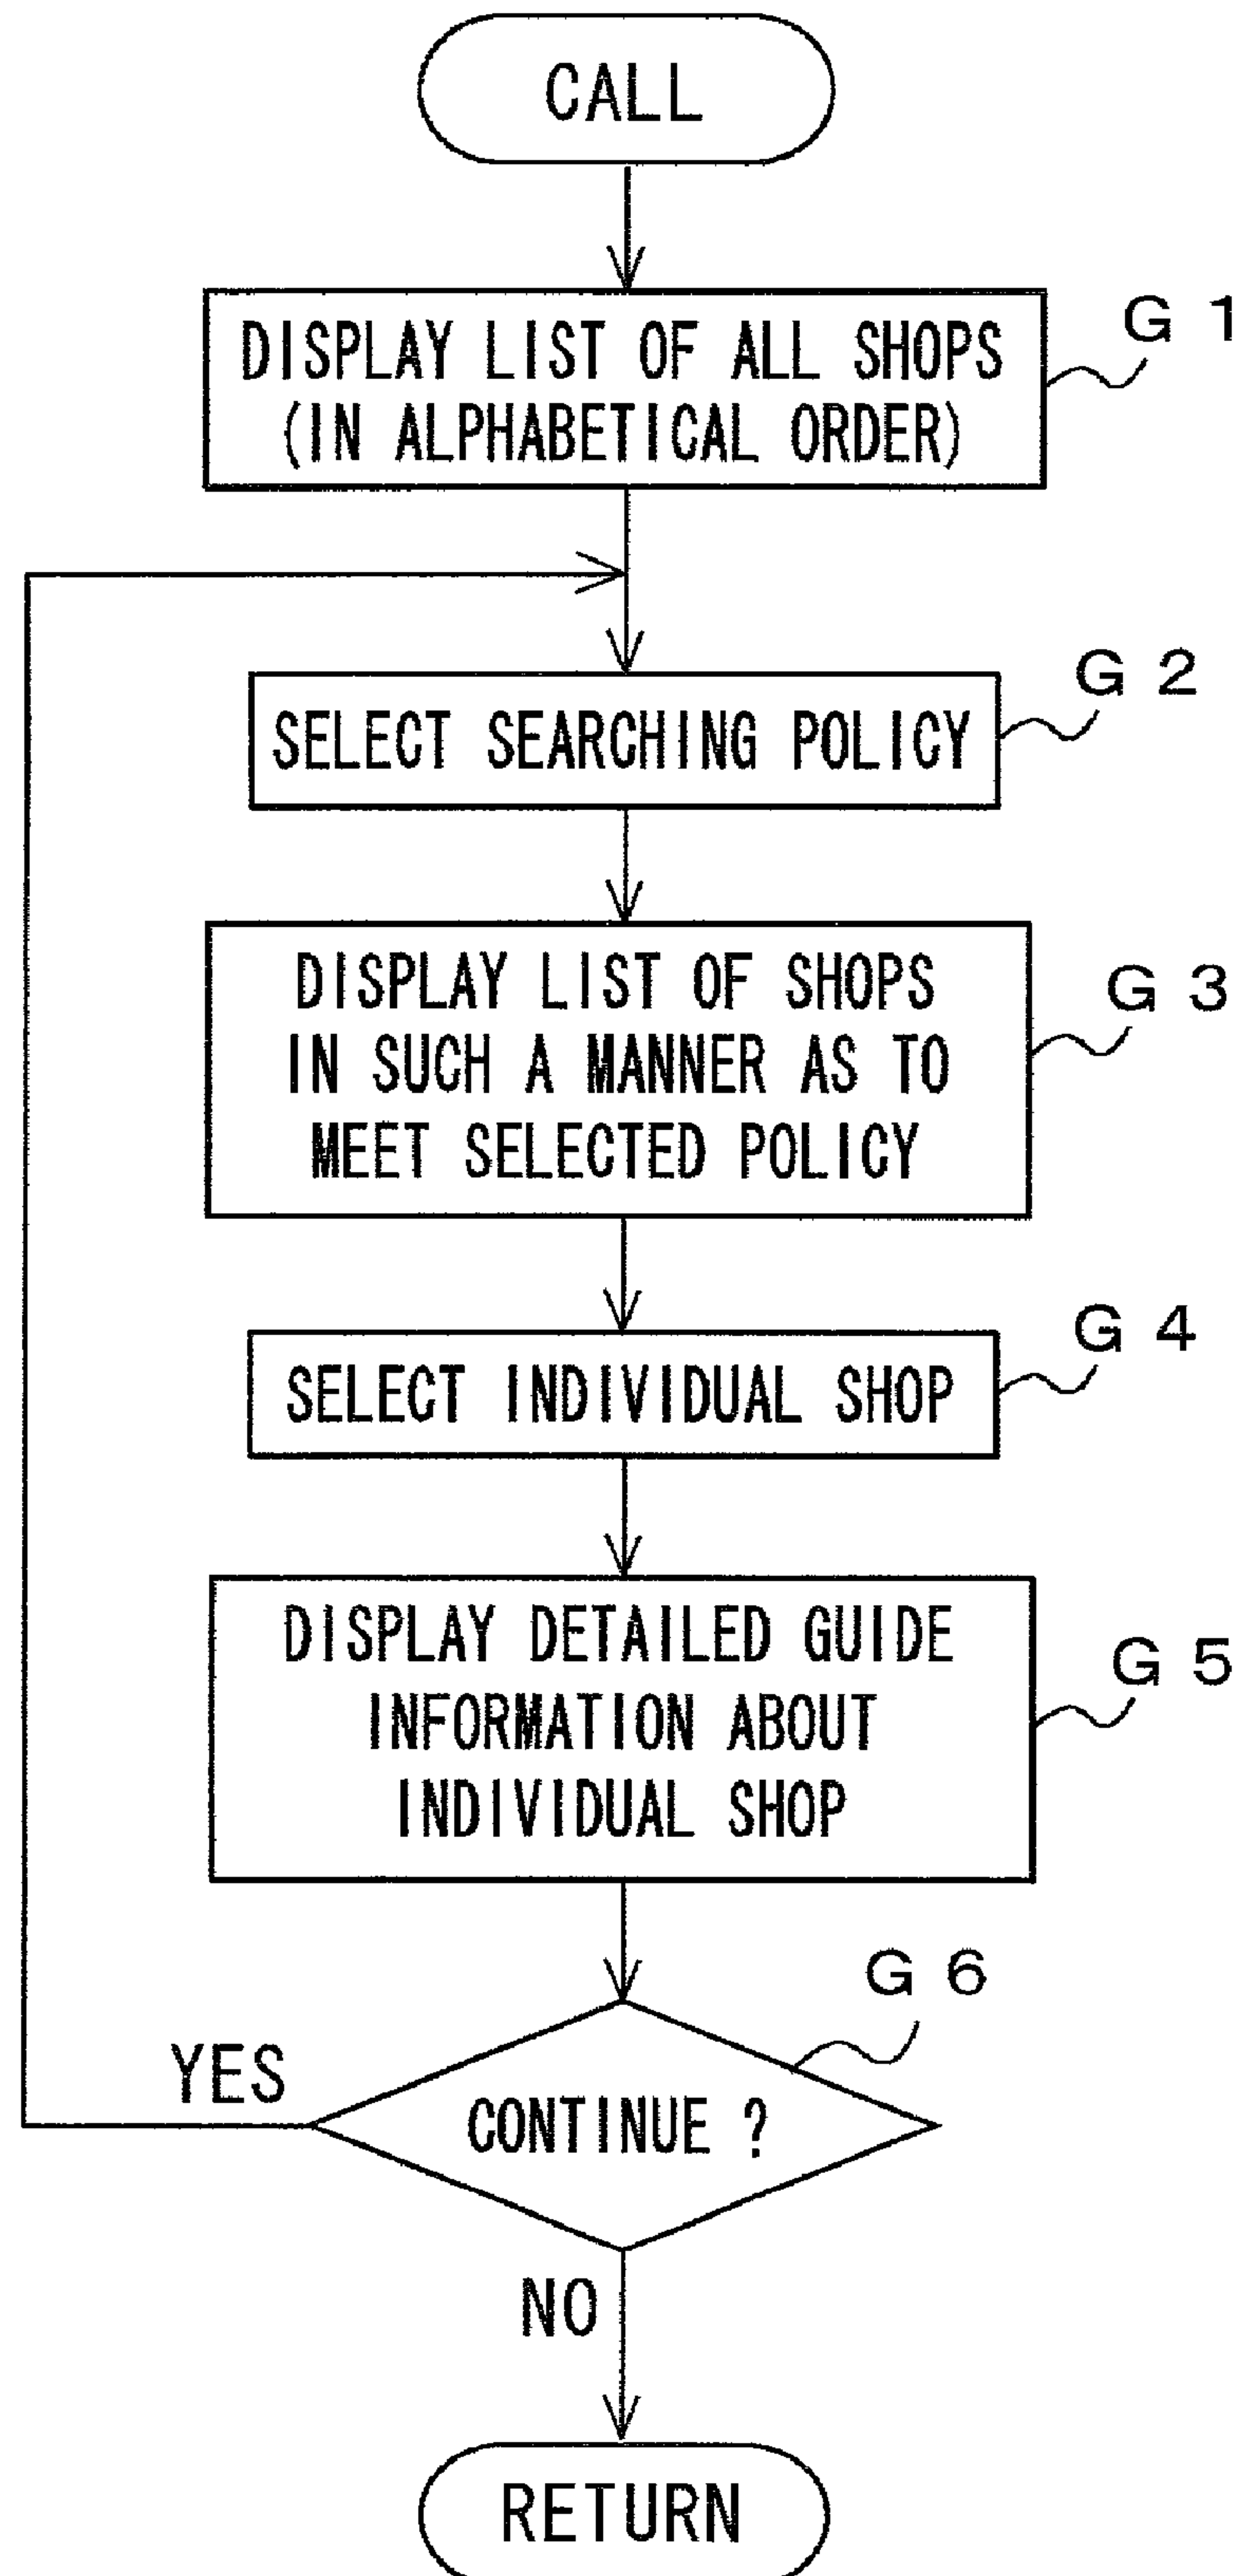 CALL
DISPLAY LIST OF ALL SHOPS
(IN ALPHABETICAL ORDER)
G 1
SELECT SEARCHING POLICY
G 2
DISPLAY LIST OF SHOPS
IN SUCH A MANNER AS TO
MEET SELECTED POLICY
G 3
SELECT INDIVIDUAL SHOP
G 4
DISPLAY DETAILED GUIDE
INFORMATION ABOUT
INDIVIDUAL SHOP
G 5
G 6
CONTINUE ?
YES
NO
RETURN